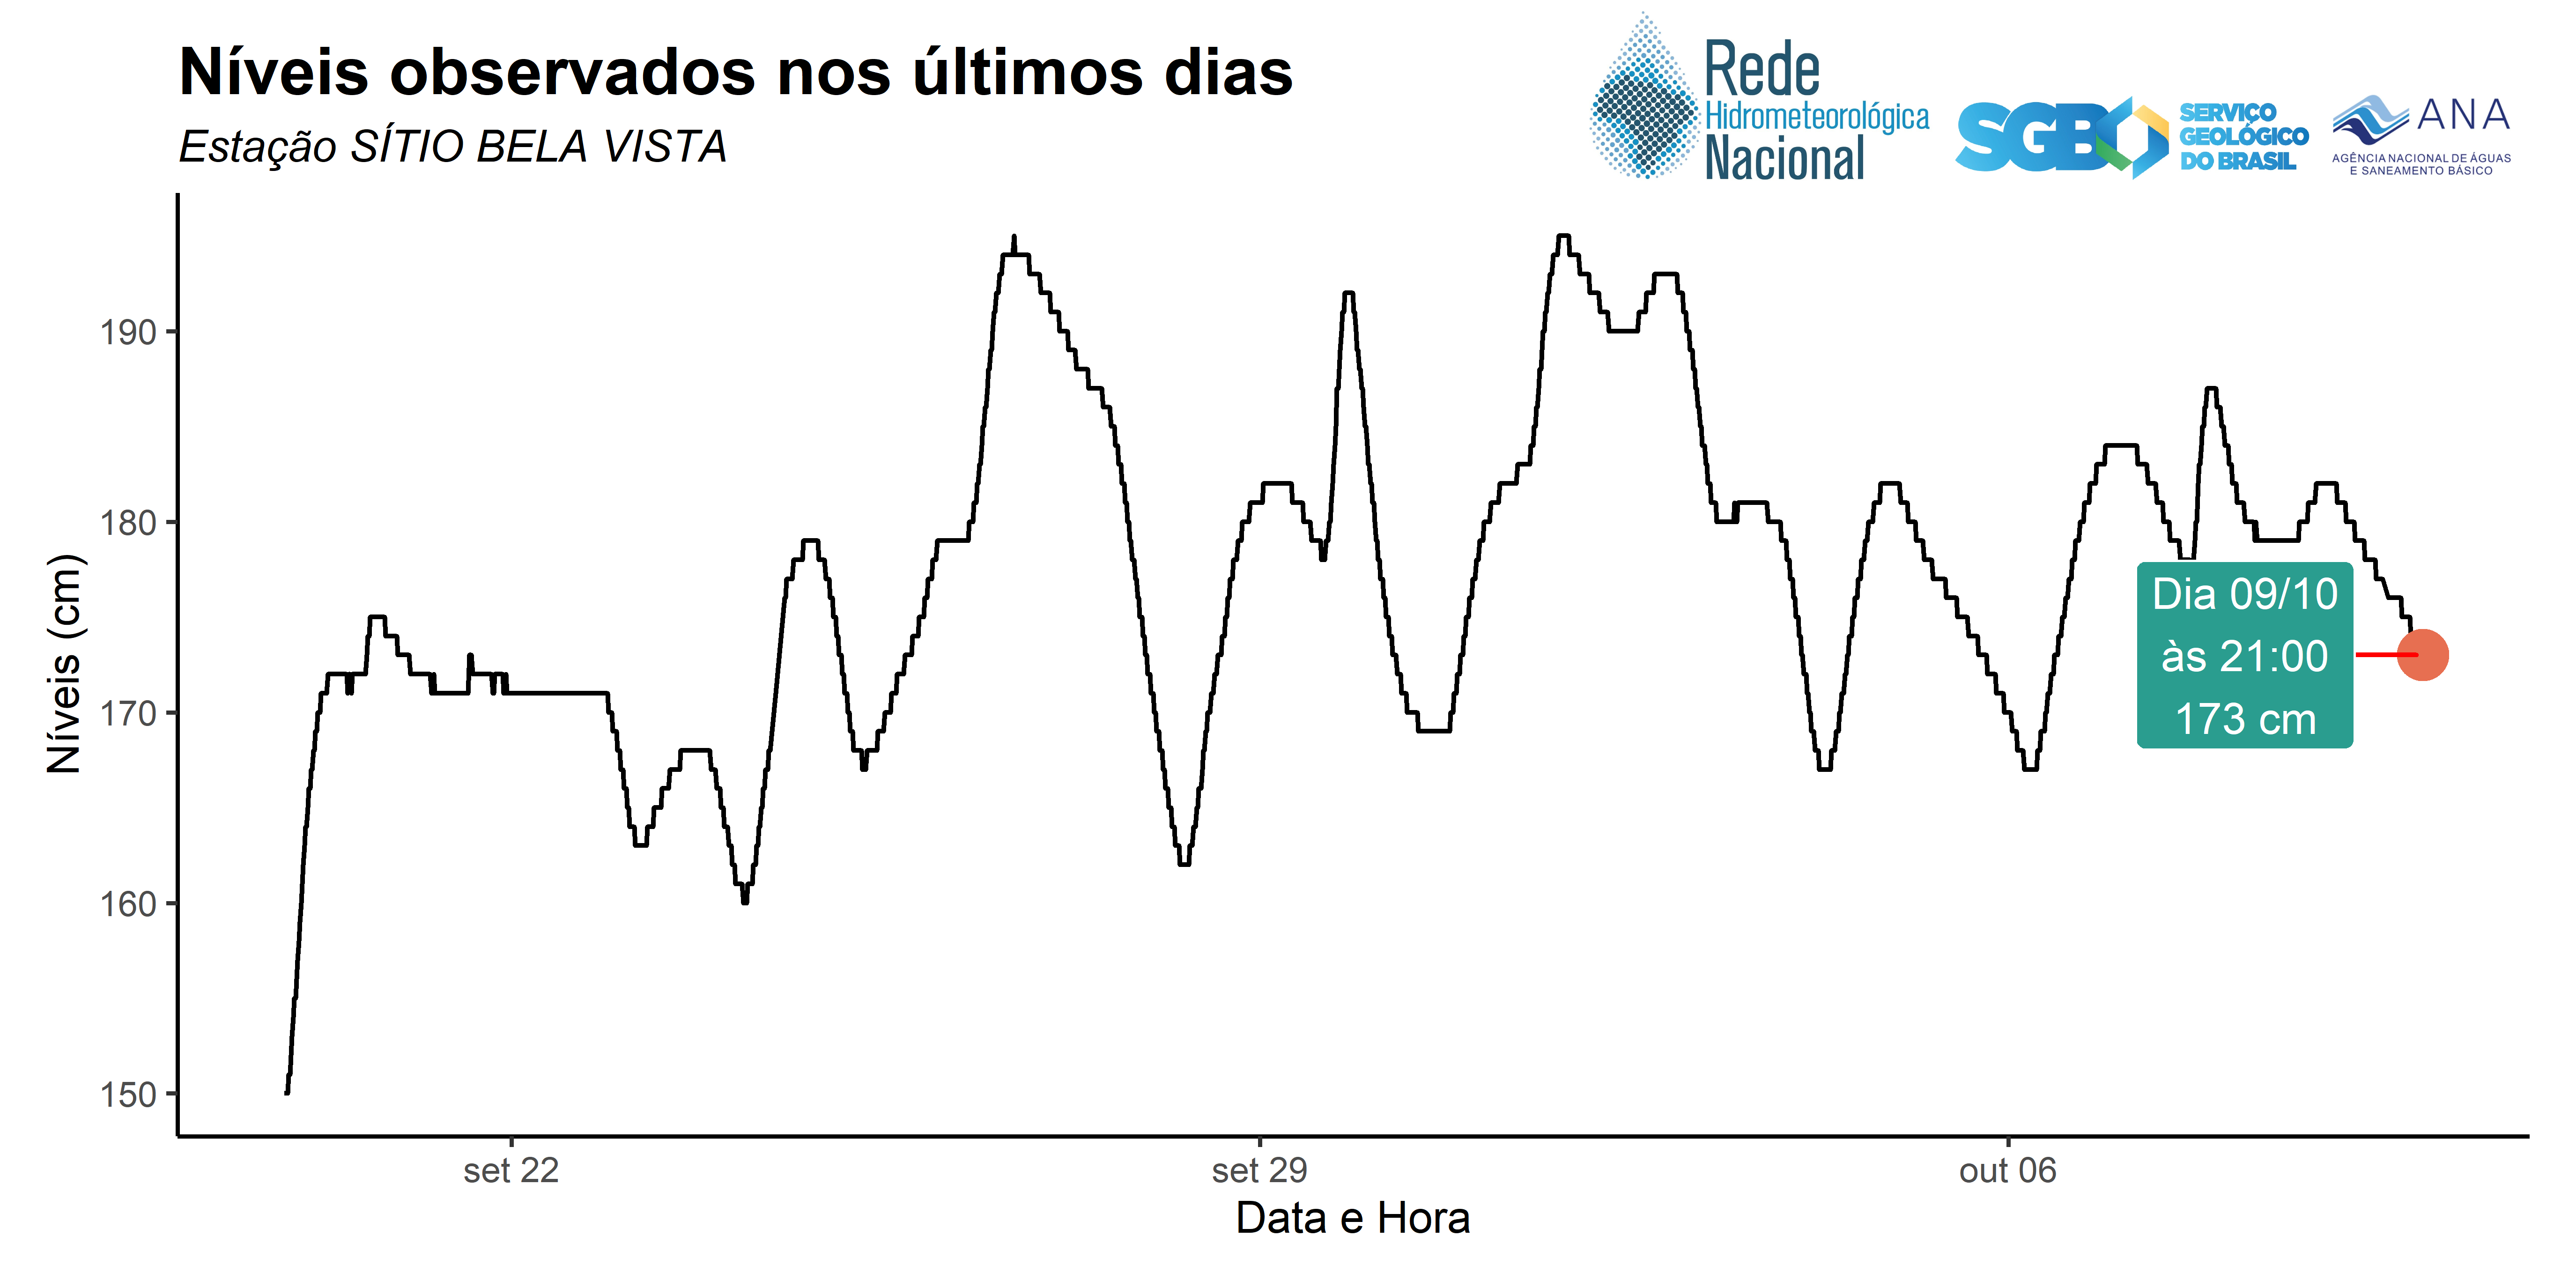 Níveis observados nos últimos dias
Estação SÍTIO BELA VISTA
Rede
Hidrometeorológica
Nacional
SGB
SERVIÇO
GEOLÓGICO
DO BRASIL
ANA
AGÊNCIA NACIONAL DE ÁGUAS
E SANEAMENTO BÁSICO
Níveis (cm)
190
180
170
160
150
Dia 09/10
às 21:00
173 cm
set 22
set 29
out 06
Data e Hora